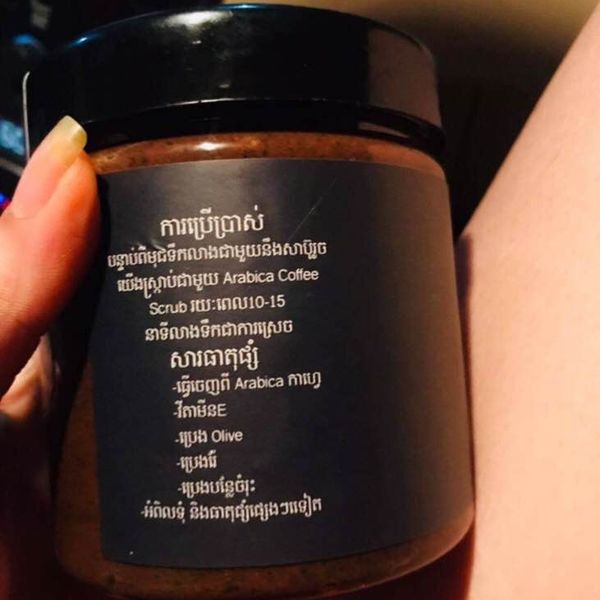 ការប្រើប្រាស់
បន្ទាប់ពីមុជទឹកលាងជាមួយនឹងសាប៊ូរួច
យើងស្ក្រាប់ជាមួយ Arabica Coffee
Scrub រយៈពេល10-15
នាទីលាងទឹកជាការស្រេច
សារធាតុផ្សំ
-ធ្វើចេញពី Arabica កាហ្វេ
-វីតាមីនE
-ប្រេង Olive
-ប្រេងរ៉ែ
-ប្រេងបន្លែចំរុះ
-អំពិលទុំ និងធាតុផ្សំផ្សេងៗទៀត